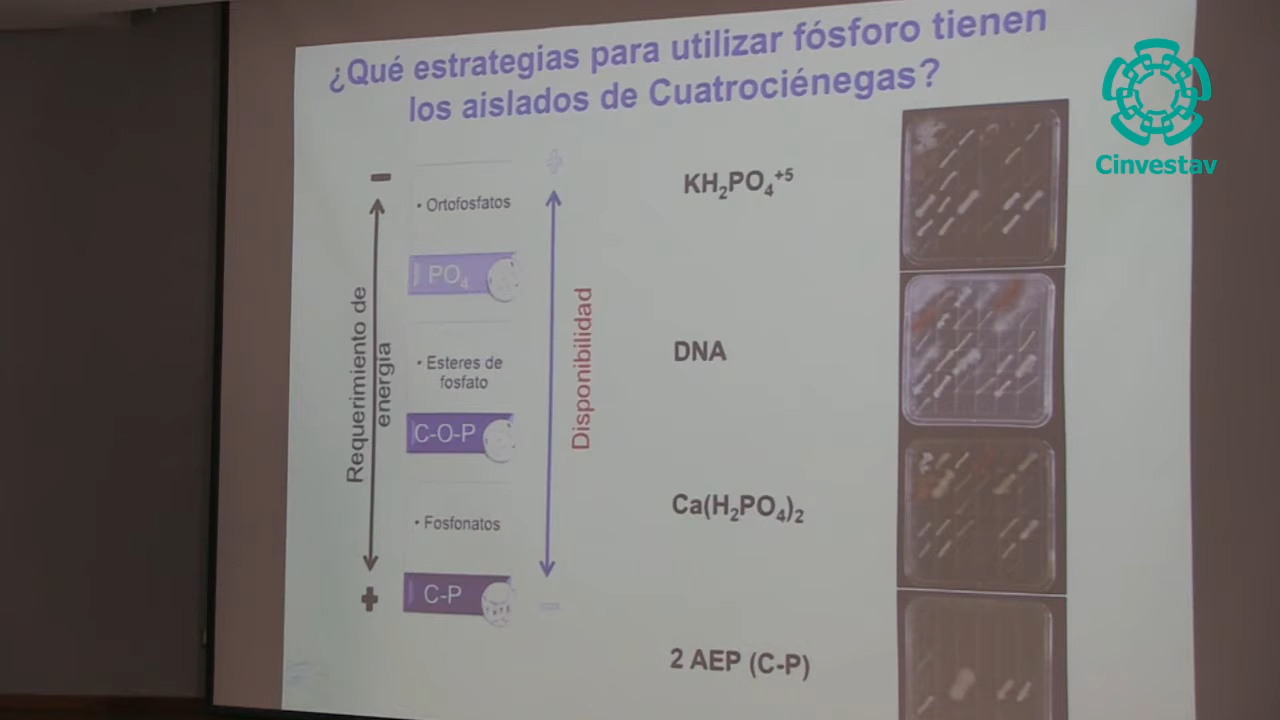 ¿Qué estrategias para utilizar fósforo tienen
los aislados de Cuatrociénegas?
Cinvestav
−
+
• Ortofosfatos
PO₄
Requerimiento de
energía
• Esteres de
fosfato
C-O-P
Disponibilidad
• Fosfonatos
C-P
+
−
KH₂PO₄⁺⁵
DNA
Ca(H₂PO₄)₂
2 AEP (C-P)